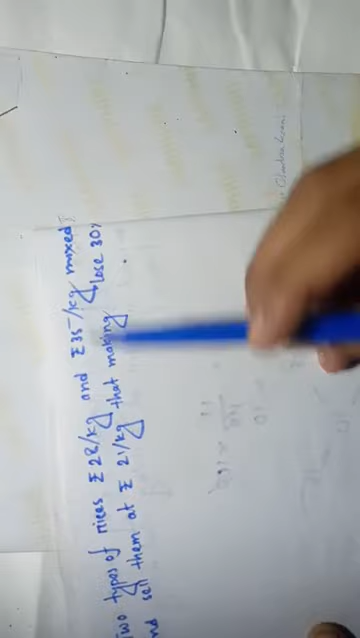 Two types of rices ₹ 28/kg and ₹ 35/kg mixed
and sell them at ₹ 21/kg that making lose 30%